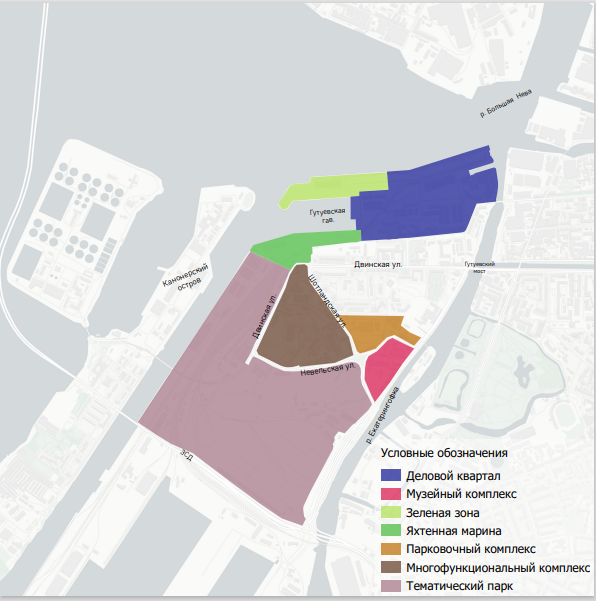 р. Большая Нева
Гутуевская
гав.
Канонерский
остров
Двинская ул.
Гутуевский
мост
Двинская ул.
Шотландская ул.
Невельская ул.
р. Екатерингофка
ЗСД
Условные обозначения
Деловой квартал
Музейный комплекс
Зеленая зона
Яхтенная марина
Парковочный комплекс
Многофункциональный комплекс
Тематический парк